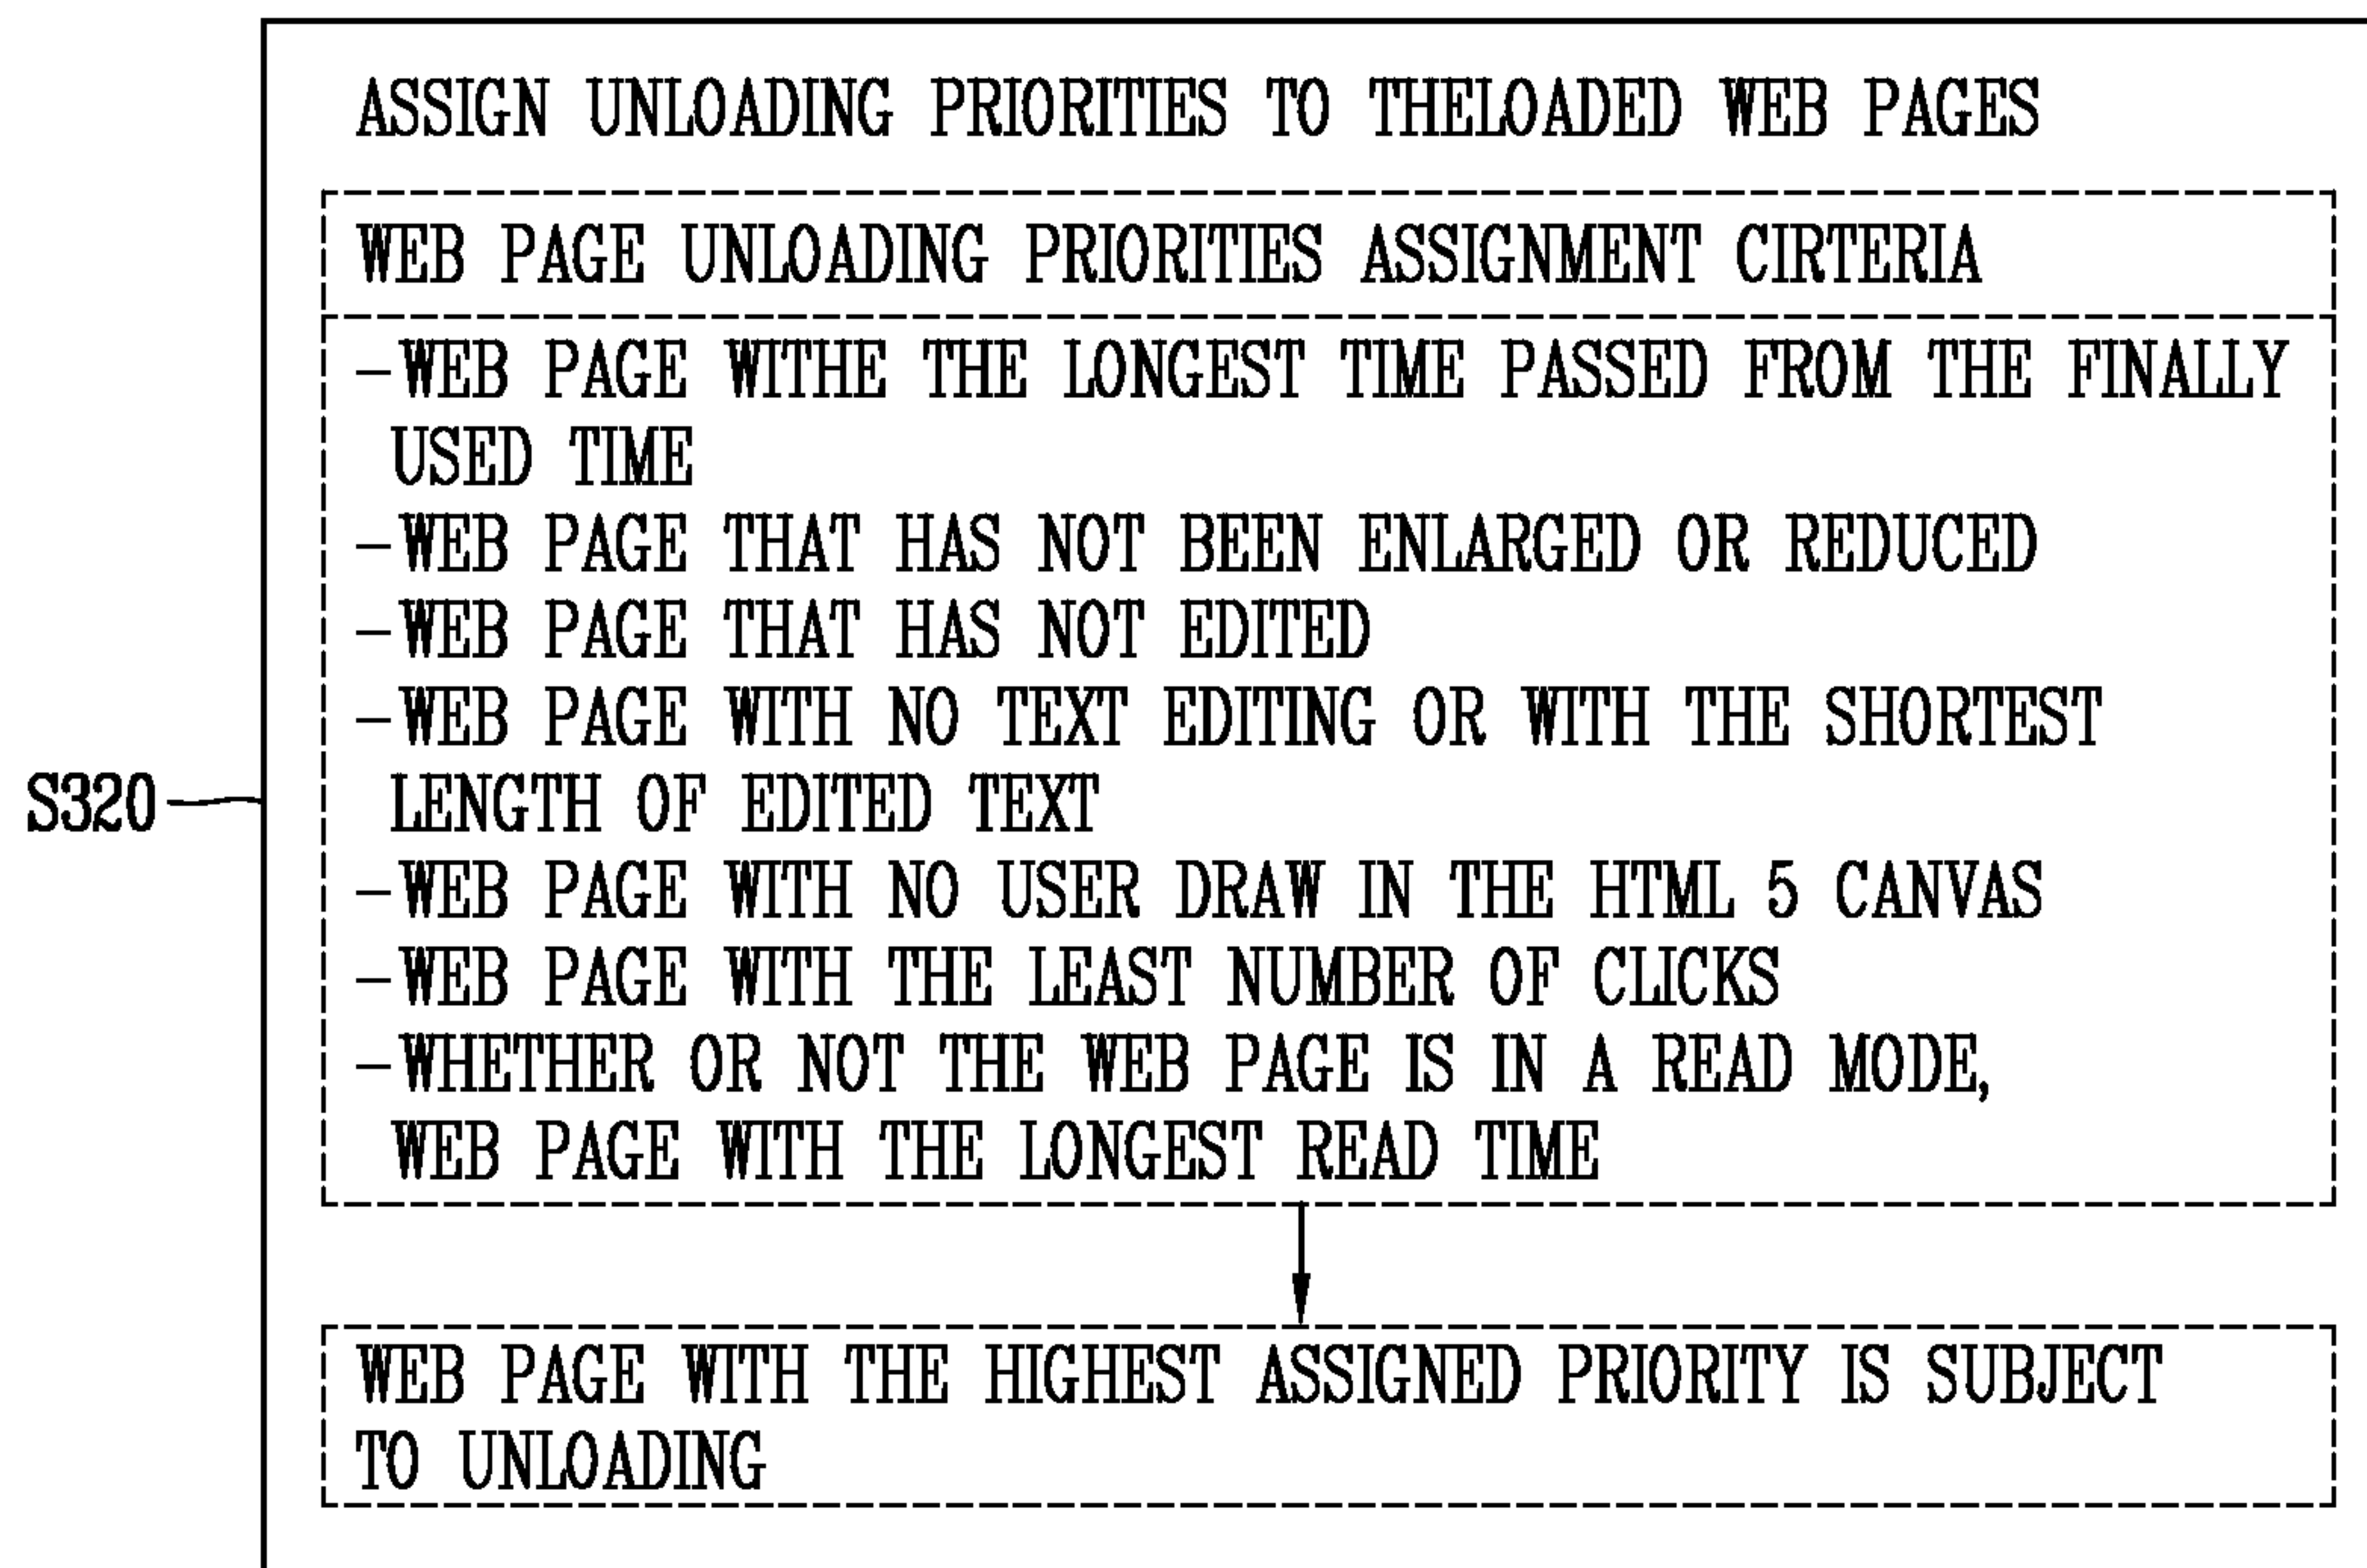 ASSIGN UNLOADING PRIORITIES TO THELOADED WEB PAGES
WEB PAGE UNLOADING PRIORITIES ASSIGNMENT CIRTERIA
-WEB PAGE WITHE THE LONGEST TIME PASSED FROM THE FINALLY
USED TIME
-WEB PAGE THAT HAS NOT BEEN ENLARGED OR REDUCED
-WEB PAGE THAT HAS NOT EDITED
-WEB PAGE WITH NO TEXT EDITING OR WITH THE SHORTEST
LENGTH OF EDITED TEXT
S320
-WEB PAGE WITH NO USER DRAW IN THE HTML 5 CANVAS
-WEB PAGE WITH THE LEAST NUMBER OF CLICKS
-WHETHER OR NOT THE WEB PAGE IS IN A READ MODE,
WEB PAGE WITH THE LONGEST READ TIME
WEB PAGE WITH THE HIGHEST ASSIGNED PRIORITY IS SUBJECT
TO UNLOADING